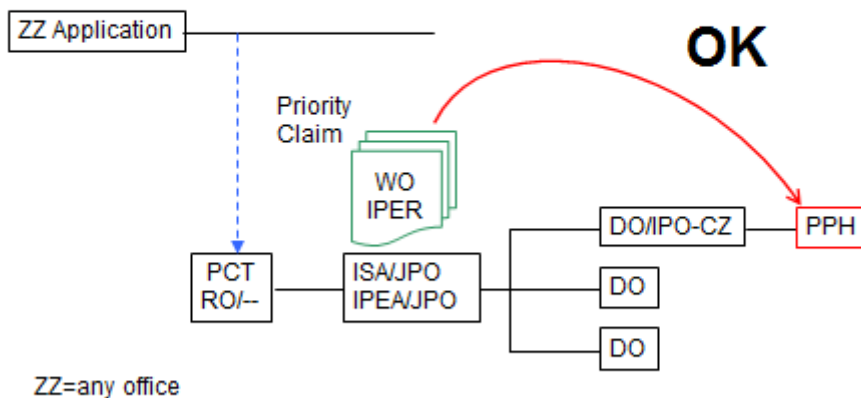 ZZ Application
OK
Priority
Claim
WO
IPER
DO/IPO-CZ
PPH
PCT
RO/--
ISA/JPO
IPEA/JPO
DO
DO
ZZ=any office